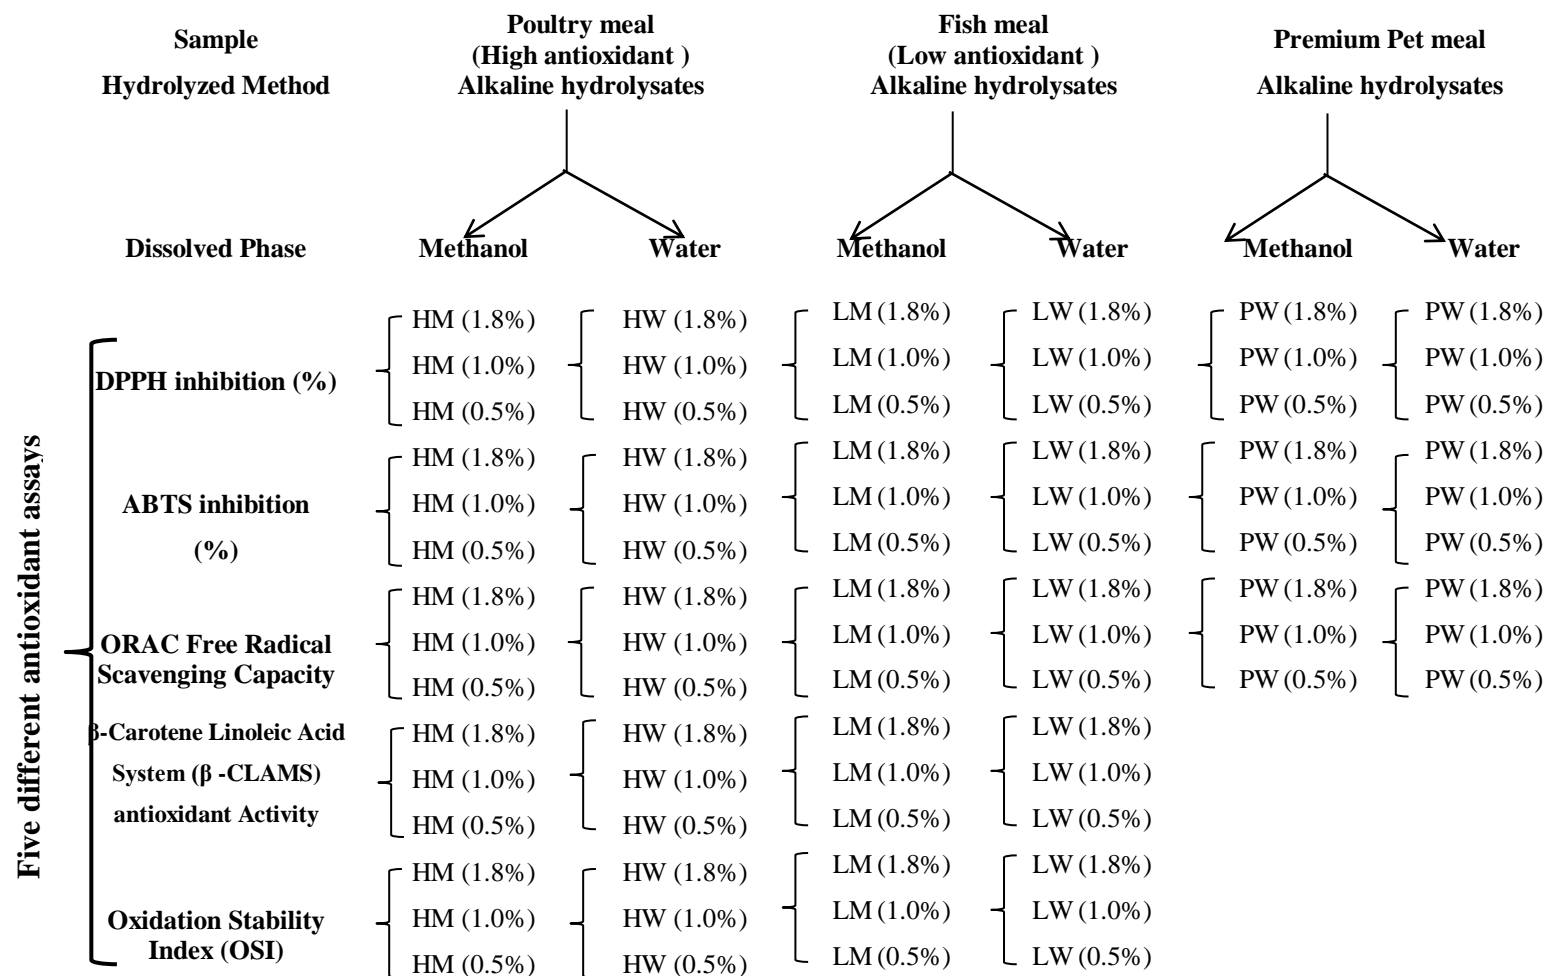 Sample
Hydrolyzed Method
Poultry meal
(High antioxidant )
Alkaline hydrolysates
Fish meal
(Low antioxidant )
Alkaline hydrolysates
Premium Pet meal
Alkaline hydrolysates
Dissolved Phase
Methanol
Water
Methanol
Water
Methanol
Water
Five different antioxidant assays
DPPH inhibition (%)
HM (1.8%)
HM (1.0%)
HM (0.5%)
HW (1.8%)
HW (1.0%)
HW (0.5%)
LM (1.8%)
LM (1.0%)
LM (0.5%)
LW (1.8%)
LW (1.0%)
LW (0.5%)
PW (1.8%)
PW (1.0%)
PW (0.5%)
PW (1.8%)
PW (1.0%)
PW (0.5%)
ABTS inhibition
(%)
HM (1.8%)
HM (1.0%)
HM (0.5%)
HW (1.8%)
HW (1.0%)
HW (0.5%)
LM (1.8%)
LM (1.0%)
LM (0.5%)
LW (1.8%)
LW (1.0%)
LW (0.5%)
PW (1.8%)
PW (1.0%)
PW (0.5%)
PW (1.8%)
PW (1.0%)
PW (0.5%)
ORAC Free Radical
Scavenging Capacity
HM (1.8%)
HM (1.0%)
HM (0.5%)
HW (1.8%)
HW (1.0%)
HW (0.5%)
LM (1.8%)
LM (1.0%)
LM (0.5%)
LW (1.8%)
LW (1.0%)
LW (0.5%)
PW (1.8%)
PW (1.0%)
PW (0.5%)
PW (1.8%)
PW (1.0%)
PW (0.5%)
β-Carotene Linoleic Acid
System (β -CLAMS)
antioxidant Activity
HM (1.8%)
HM (1.0%)
HM (0.5%)
HW (1.8%)
HW (1.0%)
HW (0.5%)
LM (1.8%)
LM (1.0%)
LM (0.5%)
LW (1.8%)
LW (1.0%)
LW (0.5%)
Oxidation Stability
Index (OSI)
HM (1.8%)
HM (1.0%)
HM (0.5%)
HW (1.8%)
HW (1.0%)
HW (0.5%)
LM (1.8%)
LM (1.0%)
LM (0.5%)
LW (1.8%)
LW (1.0%)
LW (0.5%)